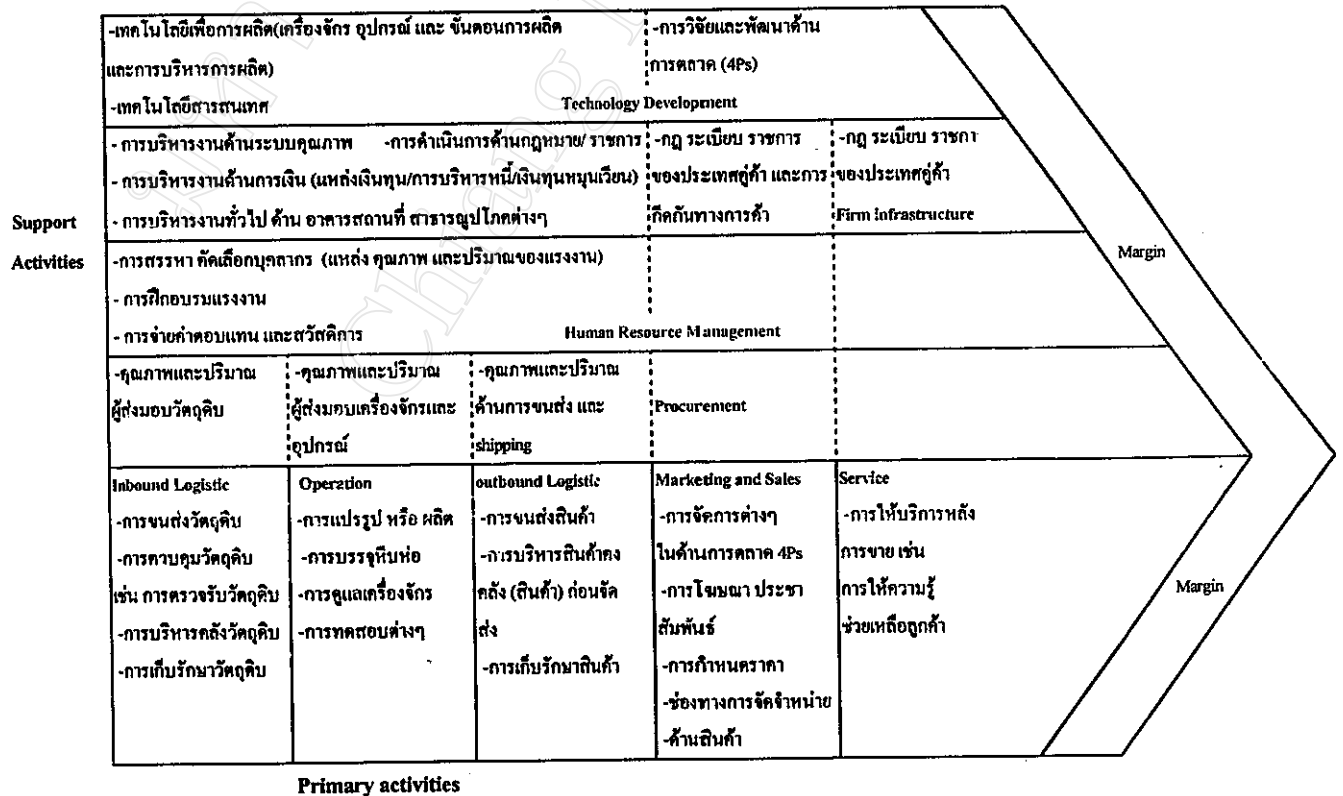 -เทคโนโลยีเพื่อการผลิต(เครื่องจักร อุปกรณ์ และ ขั้นตอนการผลิต
และการบริหารการผลิต)
-เทคโนโลยีสารสนเทศ
-การวิจัยและพัฒนาด้าน
การตลาด (4Ps)
Technology Development
- การบริหารงานด้านระบบคุณภาพ -การดำเนินการด้านกฎหมาย/ ราชการ
- การบริหารงานด้านการเงิน (แหล่งเงินทุน/การบริหารหนี้/เงินทุนหมุนเวียน)
- การบริหารงานทั่วไป ด้าน อาคารสถานที่ สาธารณูปโภคต่างๆ
-กฎ ระเบียบ ราชการ
ของประเทศคู่ค้า และการ
กีดกันทางการค้า
-กฎ ระเบียบ ราชกา
ของประเทศคู่ค้า
Firm Infrastructure
Support
Activities
-การสรรหา คัดเลือกบุคลากร (แหล่ง คุณภาพ และปริมาณของแรงงาน)
- การฝึกอบรมแรงงาน
- การจ่ายค่าตอบแทน และสวัสดิการ
Human Resource Management
Margin
-คุณภาพและปริมาณ
ผู้ส่งมอบวัตถุดิบ
-คุณภาพและปริมาณ
ผู้ส่งมอบเครื่องจักรและ
อุปกรณ์
-คุณภาพและปริมาณ
ด้านการขนส่ง และ
shipping
Procurement
Inbound Logistic
-การขนส่งวัตถุดิบ
-การควบคุมวัตถุดิบ
เช่น การตรวจรับวัตถุดิบ
-การบริหารคลังวัตถุดิบ
-การเก็บรักษาวัตถุดิบ
Operation
-การแปรรูป หรือ ผลิต
-การบรรจุหีบห่อ
-การดูแลเครื่องจักร
-การทดสอบต่างๆ
outbound Logistic
-การขนส่งสินค้า
-การบริหารสินค้าคง
คลัง (สินค้า) ก่อนจัด
ส่ง
-การเก็บรักษาสินค้า
Marketing and Sales
-การจัดการต่างๆ
ในด้านการตลาด 4Ps
-การโฆษณา ประชา
สัมพันธ์
-การกำหนดราคา
-ช่องทางการจัดจำหน่าย
-ด้านสินค้า
Service
-การให้บริการหลัง
การขาย เช่น
การให้ความรู้
ช่วยเหลือลูกค้า
Margin
Primary activities